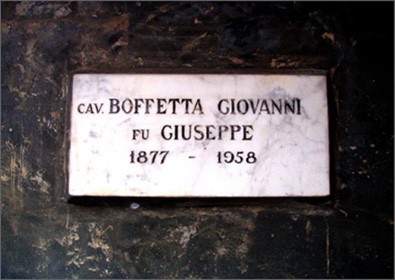 CAV. BOFFETTA GIOVANNI
FU GIUSEPPE
1877 - 1958